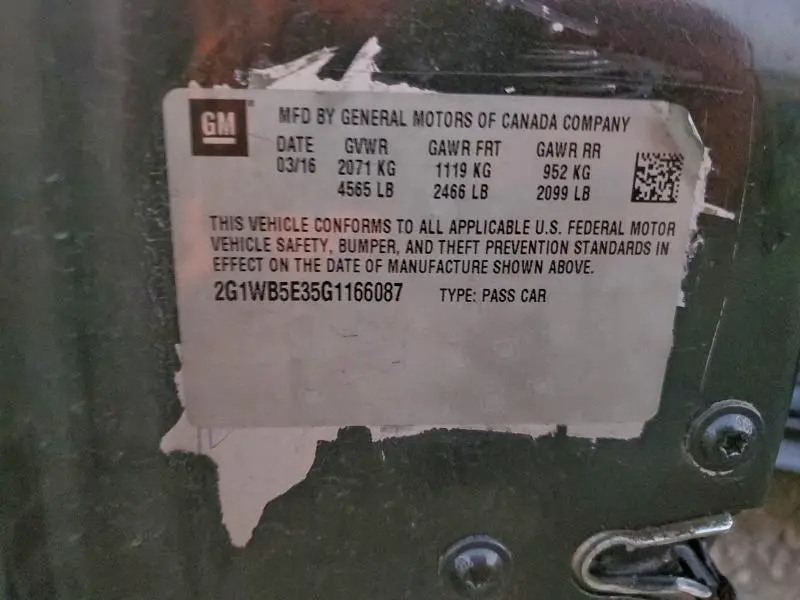 GM® MFD BY GENERAL MOTORS OF CANADA COMPANY
DATE GVWR GAWR FRT GAWR RR
03/16 2071 KG 1119 KG 952 KG
4565 LB 2466 LB 2099 LB
THIS VEHICLE CONFORMS TO ALL APPLICABLE U.S. FEDERAL MOTOR
VEHICLE SAFETY, BUMPER, AND THEFT PREVENTION STANDARDS IN
EFFECT ON THE DATE OF MANUFACTURE SHOWN ABOVE.
2G1WB5E35G1166087 TYPE: PASS CAR